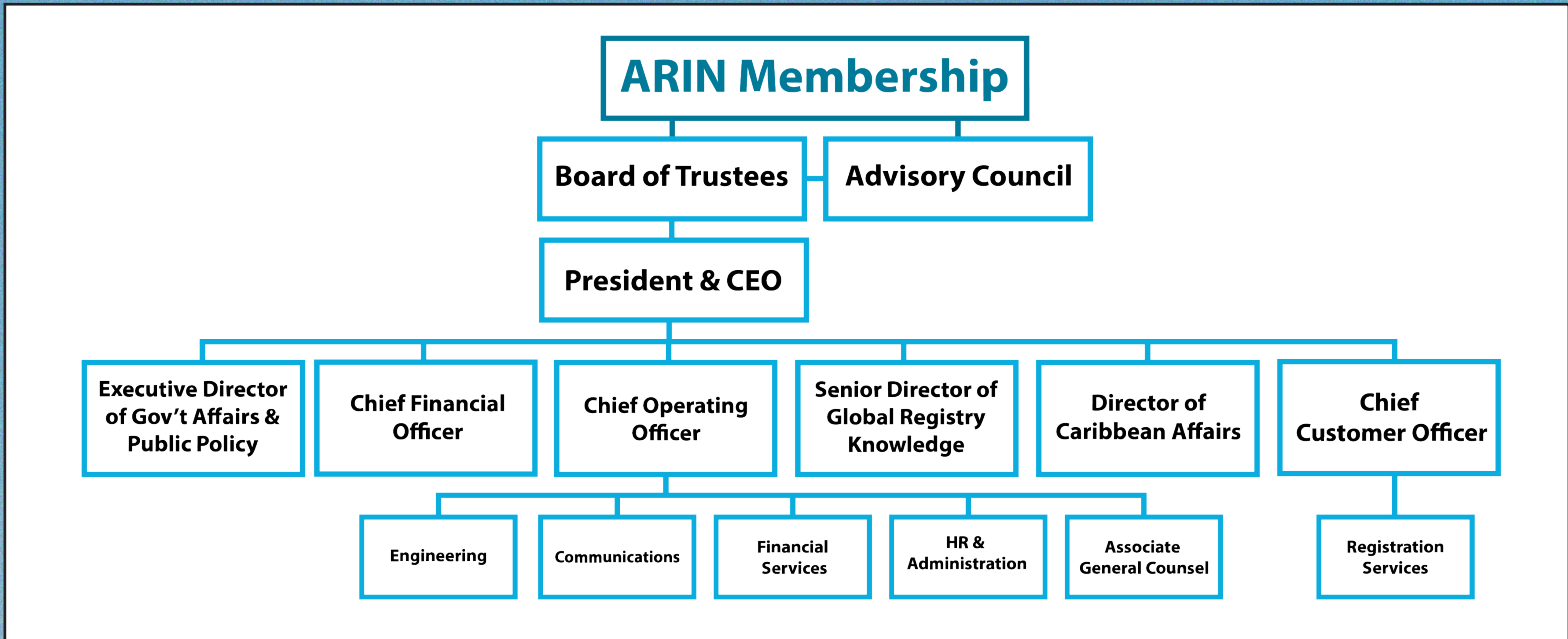 ARIN Membership
Board of Trustees
Advisory Council
President & CEO
Executive Director
of Gov't Affairs &
Public Policy
Chief Financial
Officer
Chief Operating
Officer
Senior Director of
Global Registry
Knowledge
Director of
Caribbean Affairs
Chief
Customer Officer
Engineering
Communications
Financial
Services
HR &
Administration
Associate
General Counsel
Registration
Services